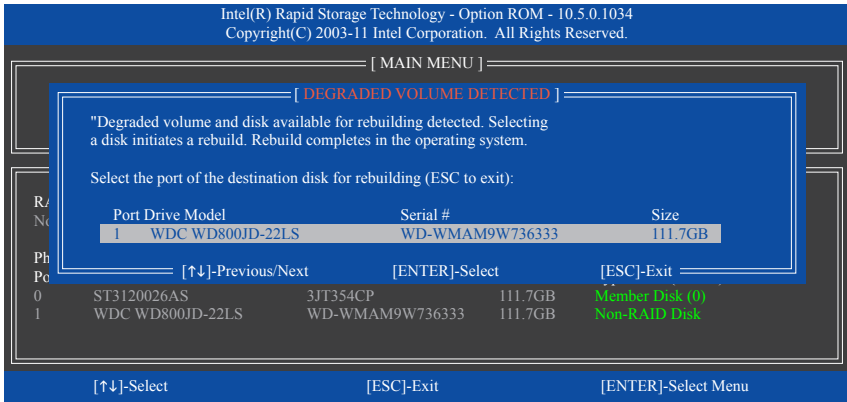 Intel(R) Rapid Storage Technology - Option ROM - 10.5.0.1034
Copyright(C) 2003-11 Intel Corporation.  All Rights Reserved.
[ MAIN MENU ]
[ DEGRADED VOLUME DETECTED ]
"Degraded volume and disk available for rebuilding detected. Selecting
a disk initiates a rebuild. Rebuild completes in the operating system.
Select the port of the destination disk for rebuilding (ESC to exit):
Port Drive Model Serial # Size
1 WDC WD800JD-22LS WD-WMAM9W736333 111.7GB
[↑↓]-Previous/Next [ENTER]-Select [ESC]-Exit
0 ST3120026AS 3JT354CP 111.7GB Member Disk (0)
1 WDC WD800JD-22LS WD-WMAM9W736333 111.7GB Non-RAID Disk
[↑↓]-Select [ESC]-Exit [ENTER]-Select Menu